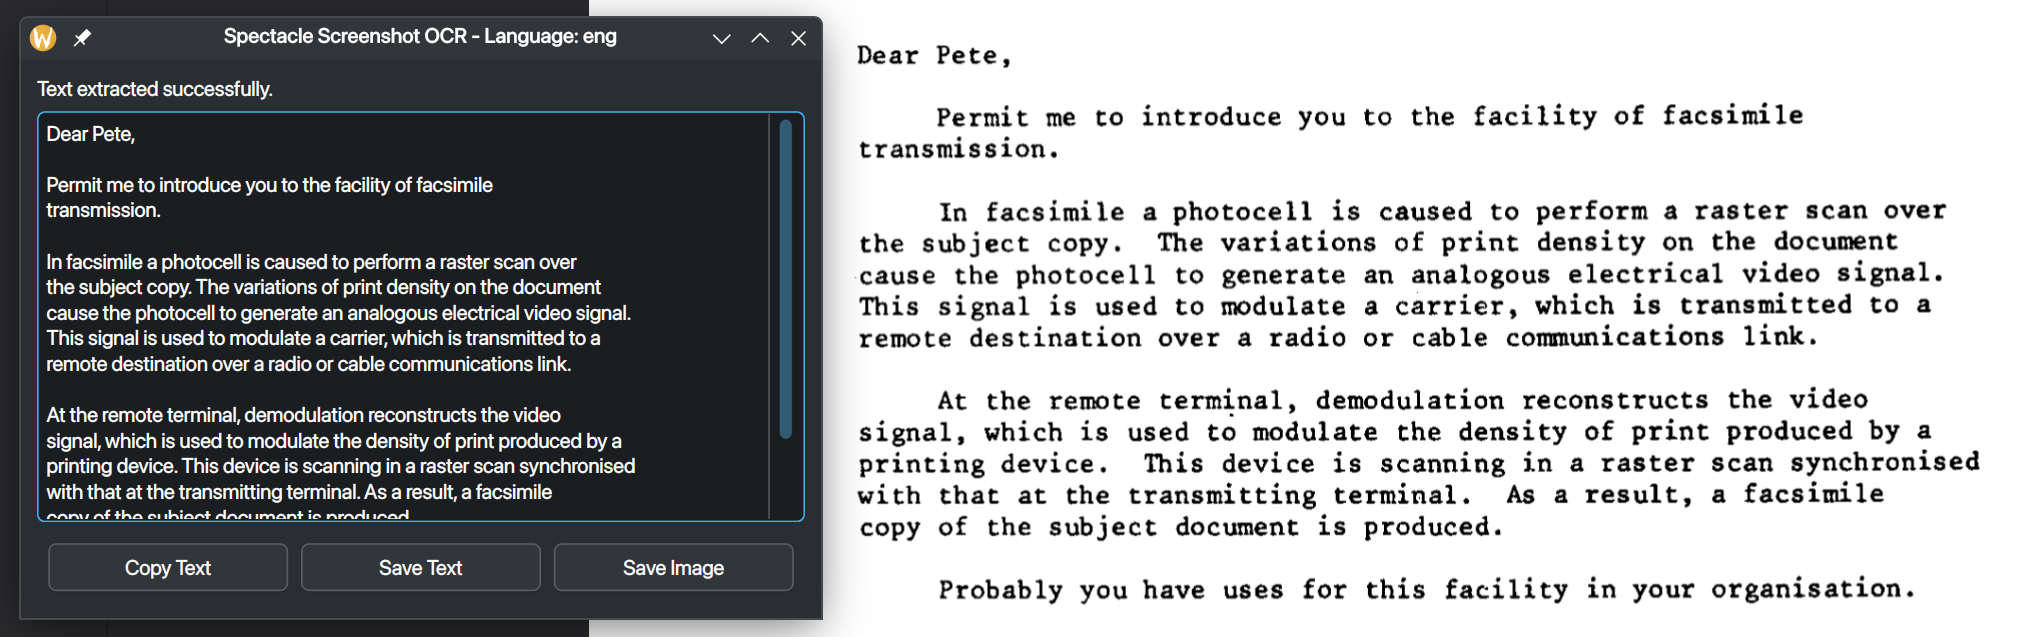 Spectacle Screenshot OCR - Language: eng
Text extracted successfully.
Dear Pete,
Permit me to introduce you to the facility of facsimile
transmission.
In facsimile a photocell is caused to perform a raster scan over
the subject copy. The variations of print density on the document
cause the photocell to generate an analogous electrical video signal.
This signal is used to modulate a carrier, which is transmitted to a
remote destination over a radio or cable communications link.
At the remote terminal, demodulation reconstructs the video
signal, which is used to modulate the density of print produced by a
printing device. This device is scanning in a raster scan synchronised
with that at the transmitting terminal. As a result, a facsimile
copy of the subject document is produced.
Copy Text
Save Text
Save Image
Dear Pete,
Permit me to introduce you to the facility of facsimile
transmission.
In facsimile a photocell is caused to perform a raster scan over
the subject copy. The variations of print density on the document
cause the photocell to generate an analogous electrical video signal.
This signal is used to modulate a carrier, which is transmitted to a
remote destination over a radio or cable communications link.
At the remote terminal, demodulation reconstructs the video
signal, which is used to modulate the density of print produced by a
printing device. This device is scanning in a raster scan synchronised
with that at the transmitting terminal. As a result, a facsimile
copy of the subject document is produced.
Probably you have uses for this facility in your organisation.